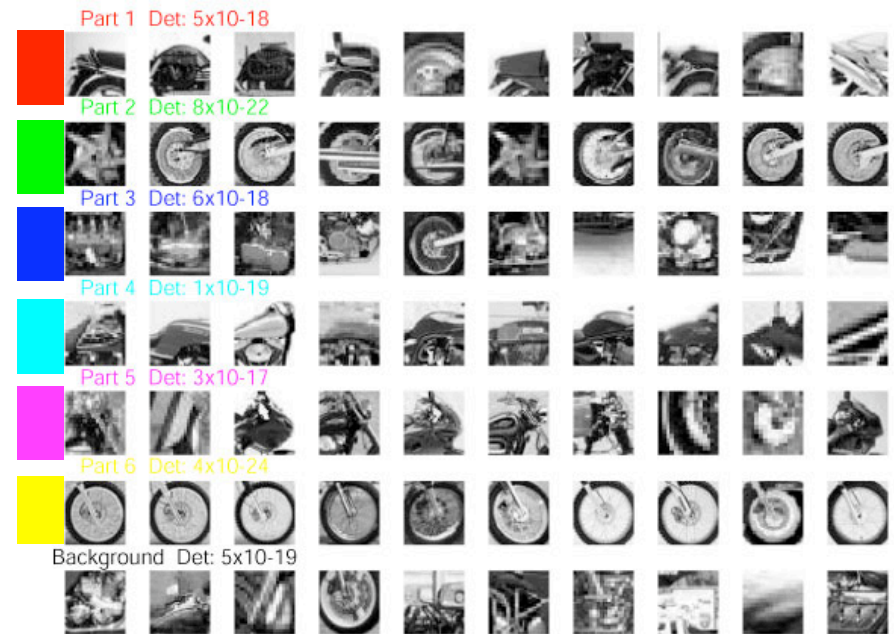 Part 1 Det: 5x10-18
Part 2 Det: 8x10-22
Part 3 Det: 6x10-18
Part 4 Det: 1x10-19
Part 5 Det: 3x10-17
Part 6 Det: 4x10-24
Background Det: 5x10-19